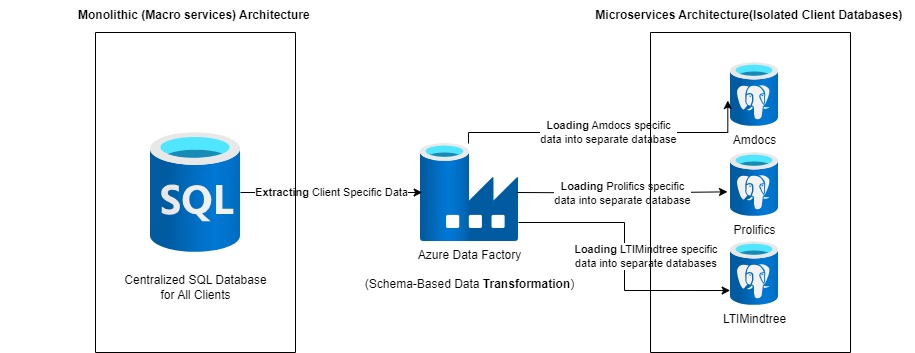 Monolithic (Macro services) Architecture
Microservices Architecture(Isolated Client Databases)
SQL
Centralized SQL Database
for All Clients
Extracting Client Specific Data
Azure Data Factory
(Schema-Based Data Transformation)
Loading Amdocs specific
data into separate database
Amdocs
Loading Prolifics specific
data into separate database
Prolifics
Loading LTIMindtree specific
data into separate databases
LTIMindtree